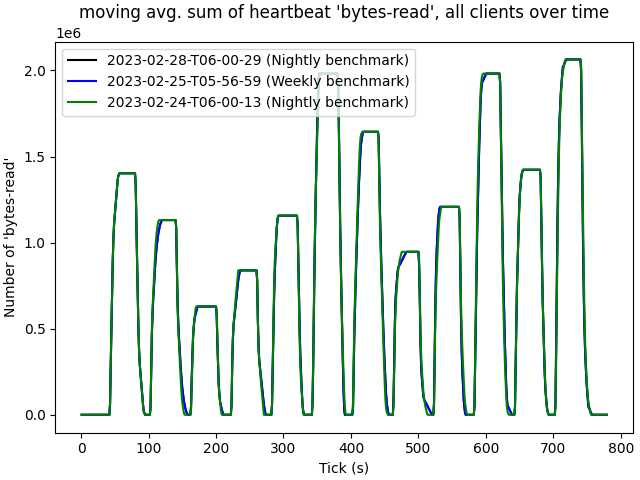 moving avg. sum of heartbeat 'bytes-read', all clients over time
1e6
2023-02-28-T06-00-29 (Nightly benchmark)
2023-02-25-T05-56-59 (Weekly benchmark)
2023-02-24-T06-00-13 (Nightly benchmark)
Number of 'bytes-read'
2.0
1.5
1.0
0.5
0.0
0 100 200 300 400 500 600 700 800
Tick (s)